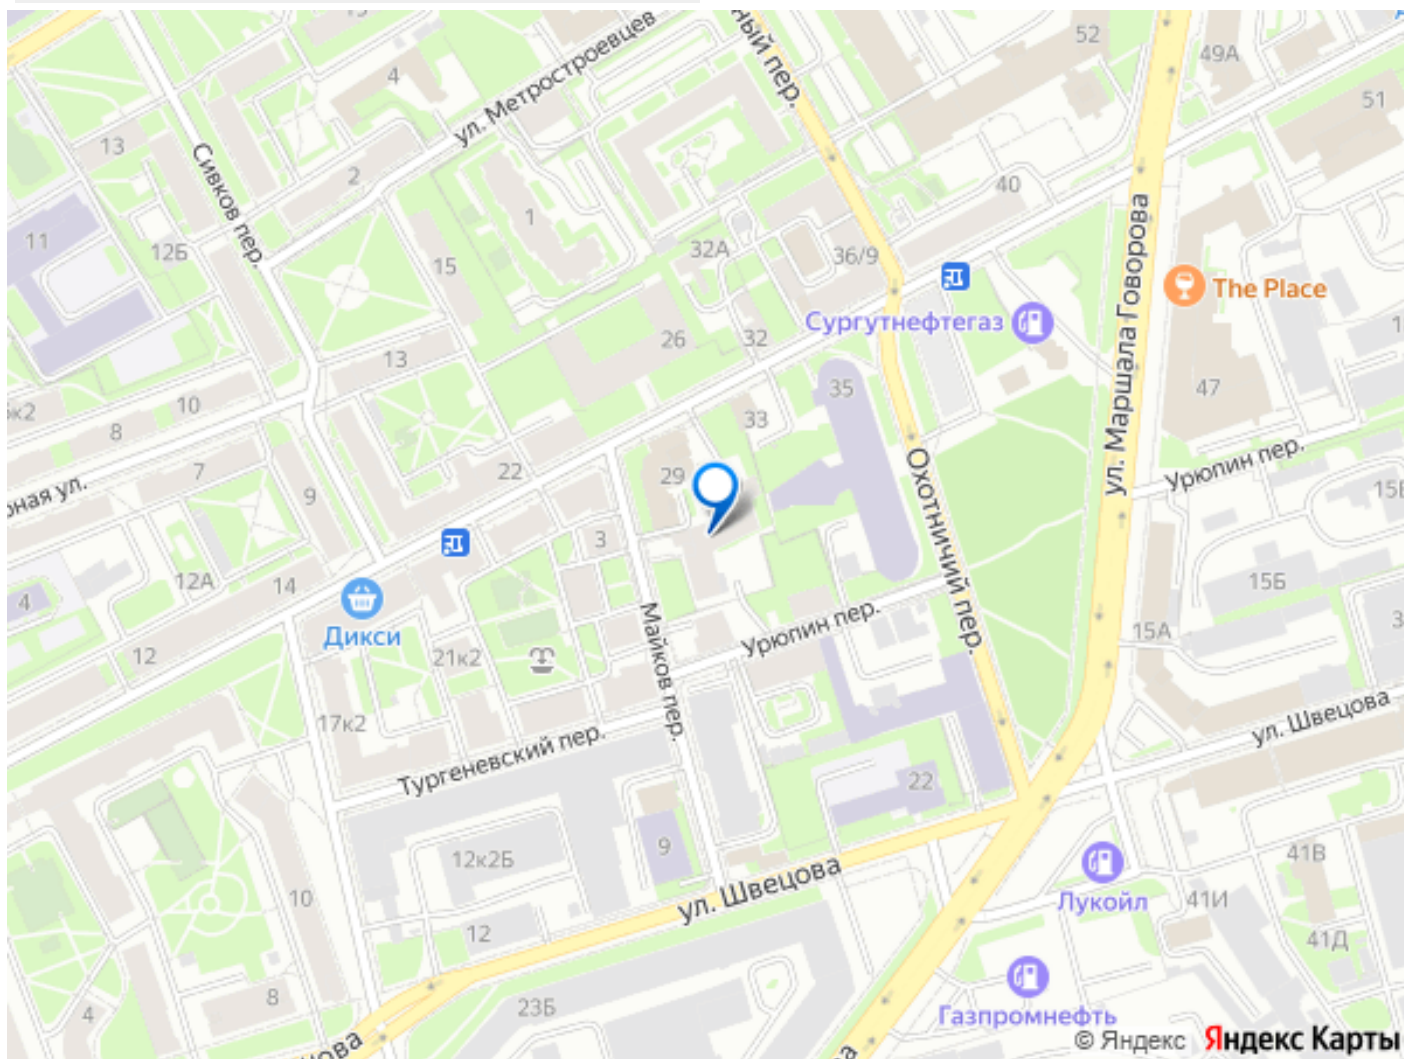 15
ул. Метростроевцев
ный пер.
52
49А
4
51
13
2
Сивков пер.
40
ул. Маршала Говорова
11
12Б
1
32А
36/9
15
The Place
Сургутнефтегаз
26
32
13
35
47
к2
10
8
33
Урюпин пер.
7
22
29
ная ул.
9
Охотничий пер.
3
12А
14
15Б
4
Дикси
Майков пер.
Урюпин пер.
15А
12
21к2
17к2
ул. Швецова
Тургеневский пер.
22
9
12к2Б
41В
10
ул. Швецова
Лукойл
41И
12
41Д
8
23Б
4
Газпромнефть
ова
© Яндекс Яндекс Карты